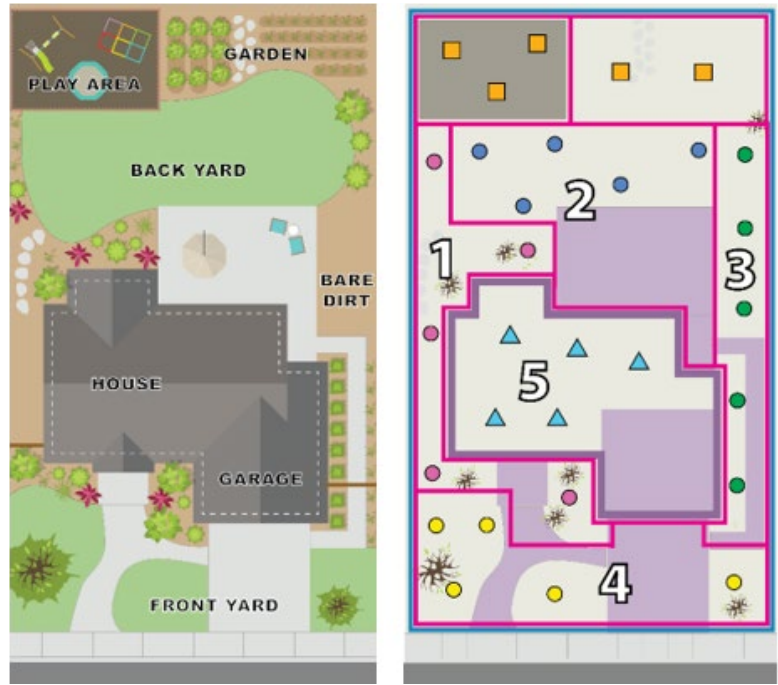 GARDEN
PLAY AREA
BACK YARD
BARE
DIRT
HOUSE
GARAGE
FRONT YARD
2
1
3
5
4